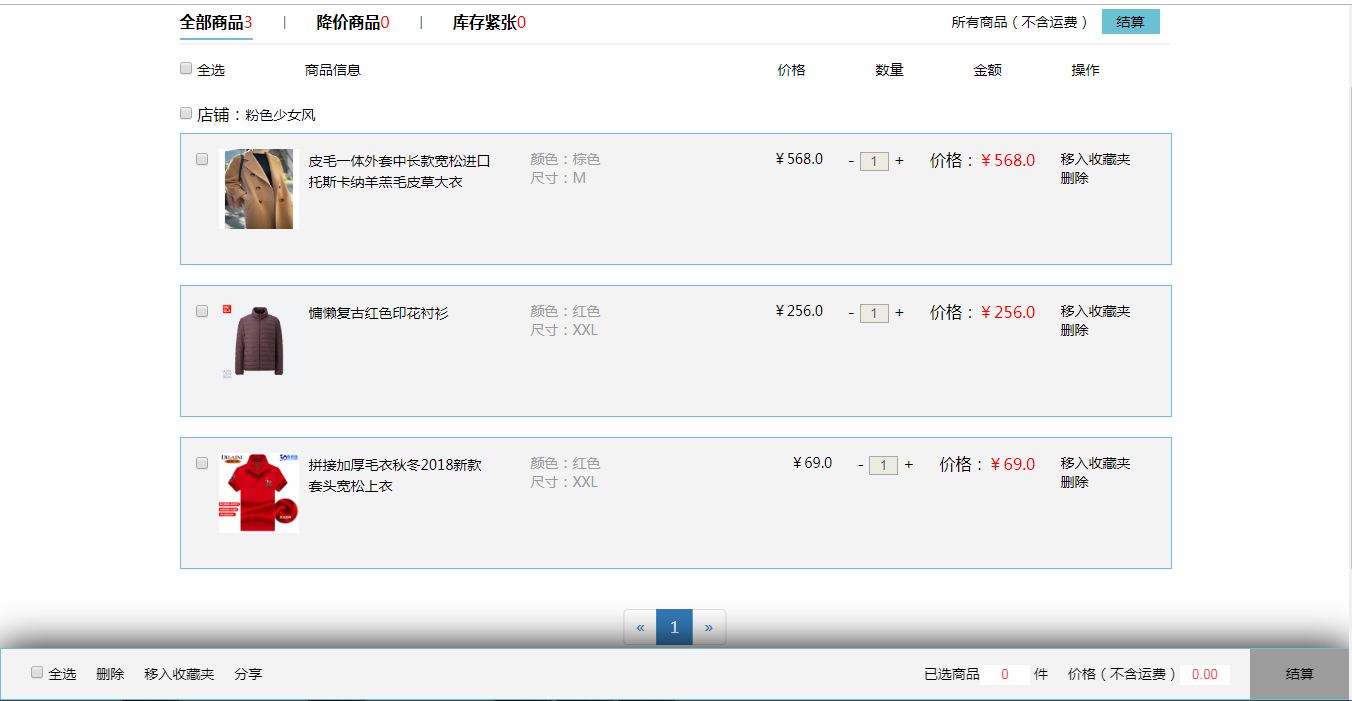 全部商品3 | 降价商品0 | 库存紧张0 所有商品（不含运费） 结算
全选 商品信息 价格 数量 金额 操作
店铺：粉色少女风
皮毛一体外套中长款宽松进口 颜色：棕色 ￥568.0 - 1 + 价格：￥568.0 移入收藏夹
托斯卡纳羊羔毛皮草大衣 尺寸：M 删除
慵懒复古红色印花衬衫 颜色：红色 ￥256.0 - 1 + 价格：￥256.0 移入收藏夹
尺寸：XXL 删除
拼接加厚毛衣秋冬2018新款 颜色：红色 ￥69.0 - 1 + 价格：￥69.0 移入收藏夹
套头宽松上衣 尺寸：XXL 删除
« 1 »
全选 删除 移入收藏夹 分享 已选商品 0 件 价格（不含运费） 0.00 结算